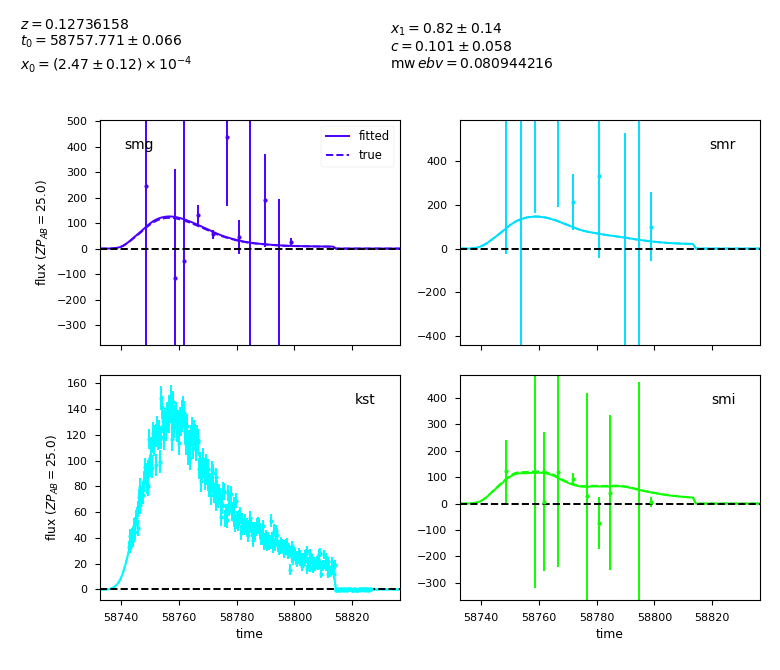 z = 0.12736158
t₀ = 58757.771 ± 0.066
x₀ = (2.47 ± 0.12) × 10⁻⁴
x₁ = 0.82 ± 0.14
c = 0.101 ± 0.058
mw ebv = 0.080944216
smg
fitted
true
flux (ZP_AB = 25.0)
500
400
300
200
100
0
−100
−200
−300
smr
400
200
0
−200
−400
kst
flux (ZP_AB = 25.0)
160
140
120
100
80
60
40
20
0
58740 58760 58780 58800 58820
time
smi
400
300
200
100
0
−100
−200
−300
58740 58760 58780 58800 58820
time